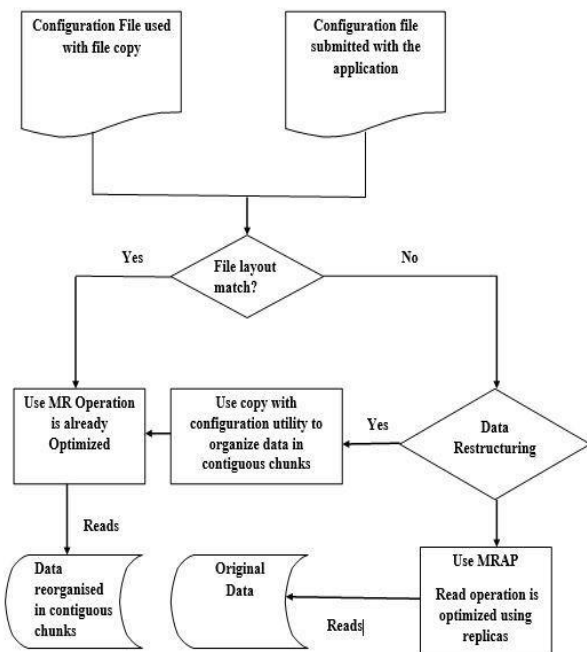 Configuration File used
with file copy
Configuration file
submitted with the
application
Yes
File layout
match?
No
Use MR Operation
is already
Optimized
Use copy with
configuration utility to
organize data in
contiguous chunks
Yes
Data
Restructuring
Reads
Data
reorganised
in contiguous
chunks
Original
Data
Reads
Use MRAP
Read operation is
optimized using
replicas